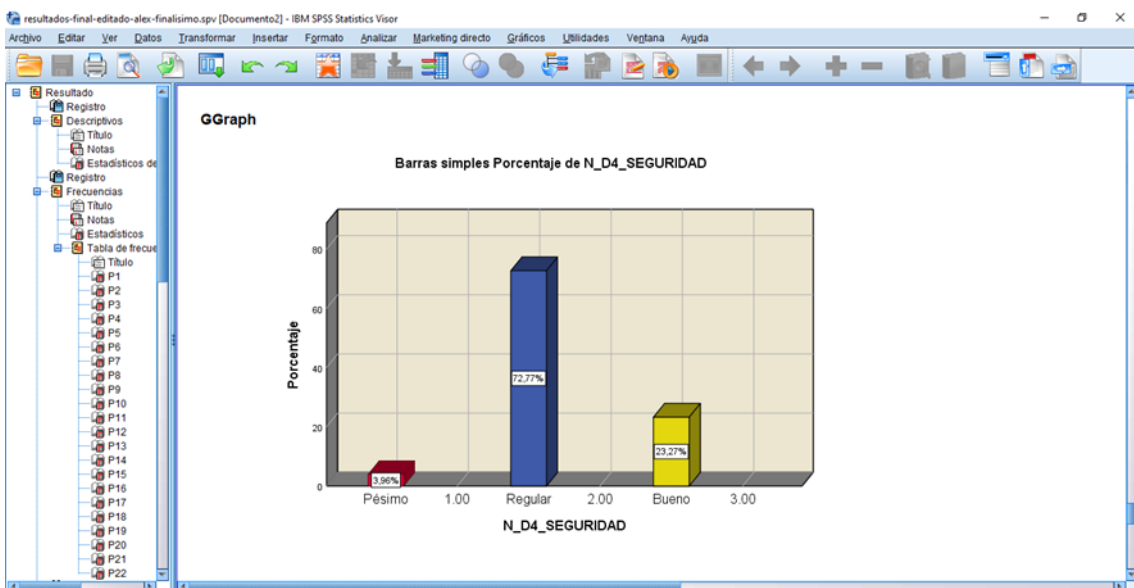 resultados-final-editado-alex-finalisimo.spv [Documento2] - IBM SPSS Statistics Visor
Archivo Editar Ver Datos Transformar Insertar Formato Analizar Marketing directo Gráficos Utilidades Ventana Ayuda
Resultado
Registro
Descriptivos
Título
Notas
Estadísticos de
Registro
Frecuencias
Título
Notas
Estadísticos
Tabla de frecue
Título
P1
P2
P3
P4
P5
P6
P7
P8
P9
P10
P11
P12
P13
P14
P15
P16
P17
P18
P19
P20
P21
P22
GGraph
Barras simples Porcentaje de N_D4_SEGURIDAD
Porcentaje
80
60
40
20
0
72,77%
23,27%
3,96%
Pésimo 1.00 Regular 2.00 Bueno 3.00
N_D4_SEGURIDAD